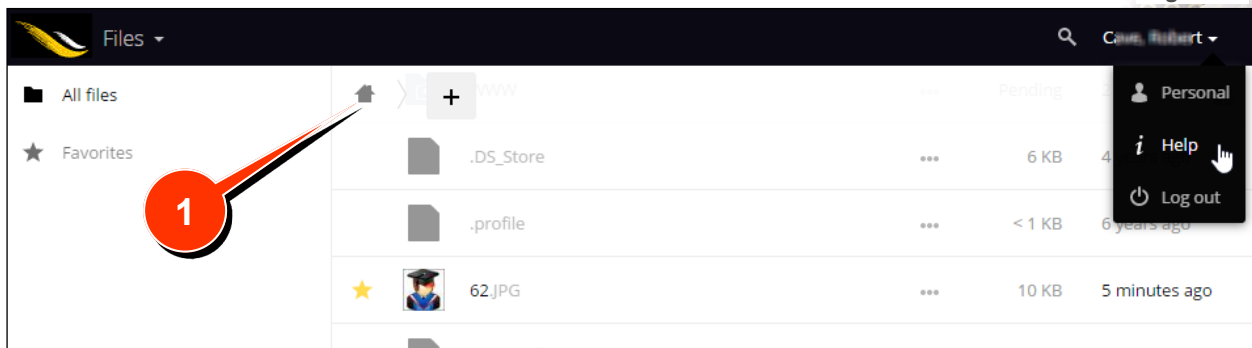 Files
All files
Favorites
+ WWW ... Pending
.DS_Store ... 6 KB 4
.profile ... < 1 KB 6 years ago
62.JPG ... 10 KB 5 minutes ago
Personal
Help
Log out
1